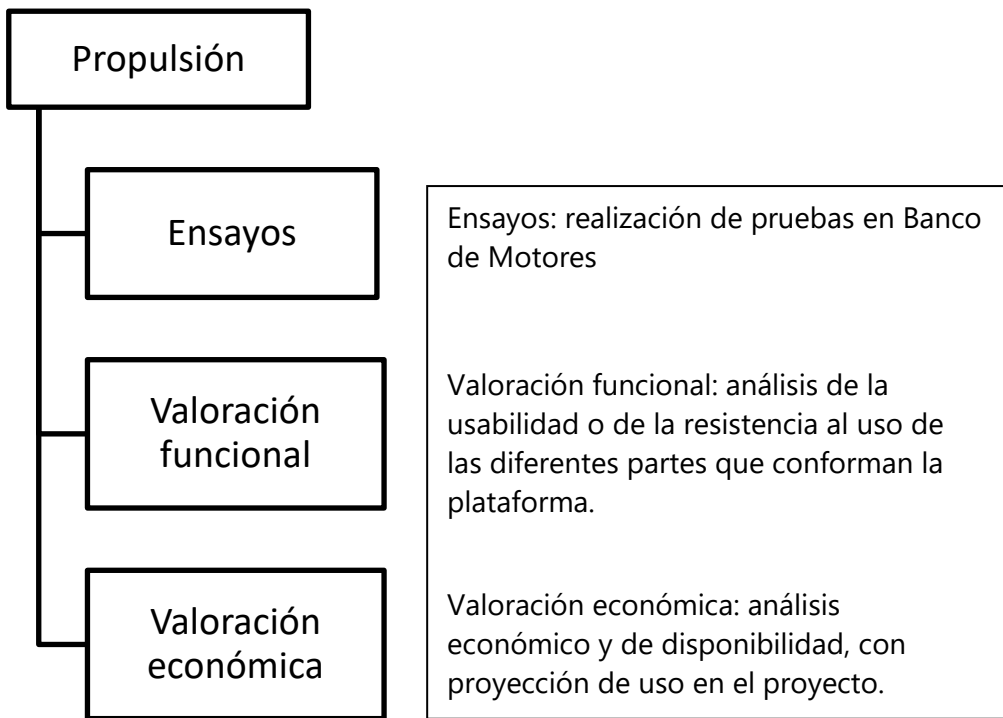 Propulsión
Ensayos
Ensayos: realización de pruebas en Banco
de Motores
Valoración
funcional
Valoración funcional: análisis de la
usabilidad o de la resistencia al uso de
las diferentes partes que conforman la
plataforma.
Valoración
económica
Valoración económica: análisis
económico y de disponibilidad, con
proyección de uso en el proyecto.